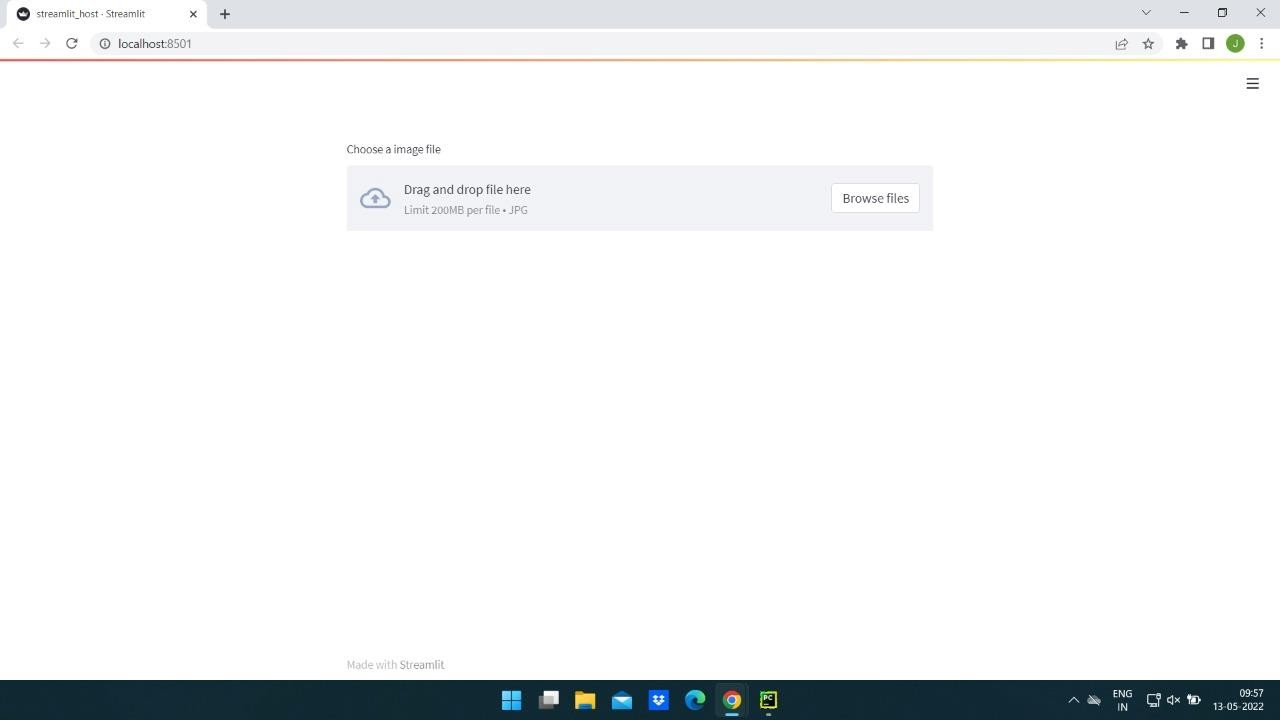 streamlit_host · Streamlit
localhost:8501
J
Choose a image file
Drag and drop file here
Limit 200MB per file • JPG
Browse files
Made with Streamlit
PC
ENG
IN
09:57
13-05-2022